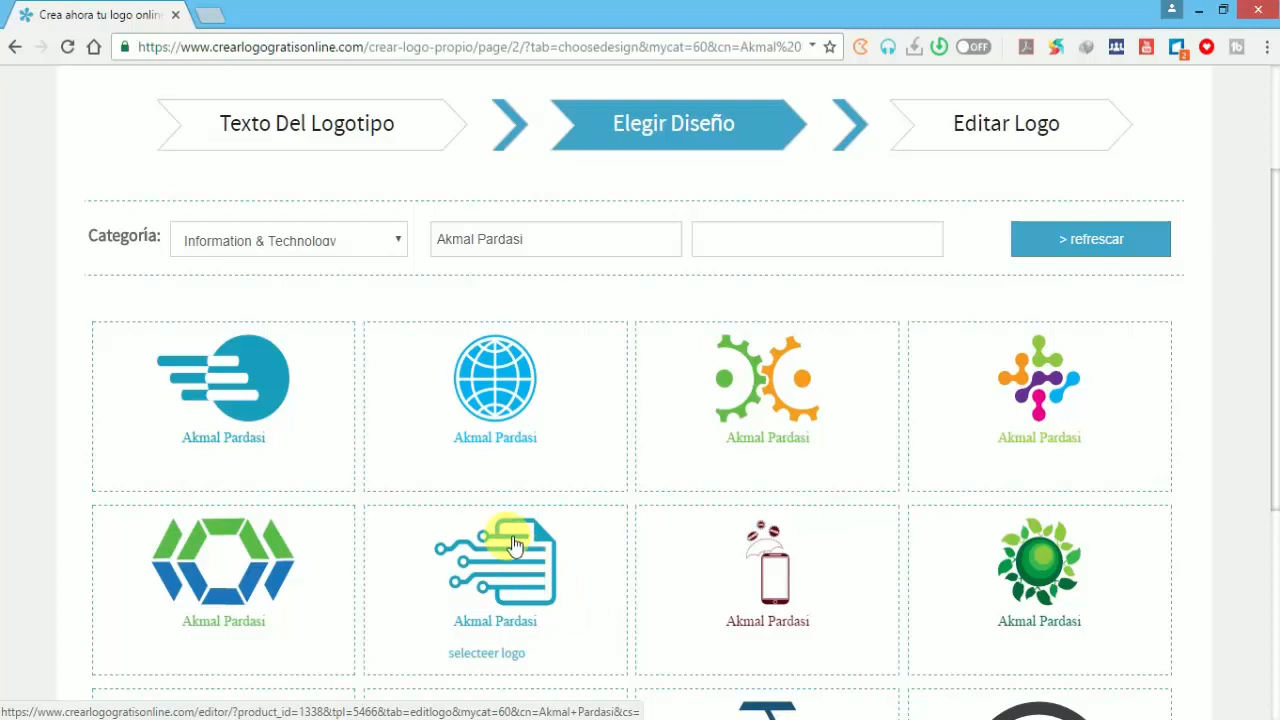 Crea ahora tu logo onlin
https://www.crearlogogratisonline.com/crear-logo-propio/page/2/?tab=choosedesign&mycat=60&cn=Akmal%20
OFF
2
Texto Del Logotipo
Elegir Diseño
Editar Logo
Categoría:
Information & Technology
Akmal Pardasi
> refrescar
Akmal Pardasi
Akmal Pardasi
Akmal Pardasi
Akmal Pardasi
Akmal Pardasi
Akmal Pardasi
Akmal Pardasi
Akmal Pardasi
selecteer logo
https://www.crearlogogratisonline.com/editor/?product_id=1338&tpl=5466&tab=editlogo&mycat=60&cn=Akmal+Pardasi&cs=